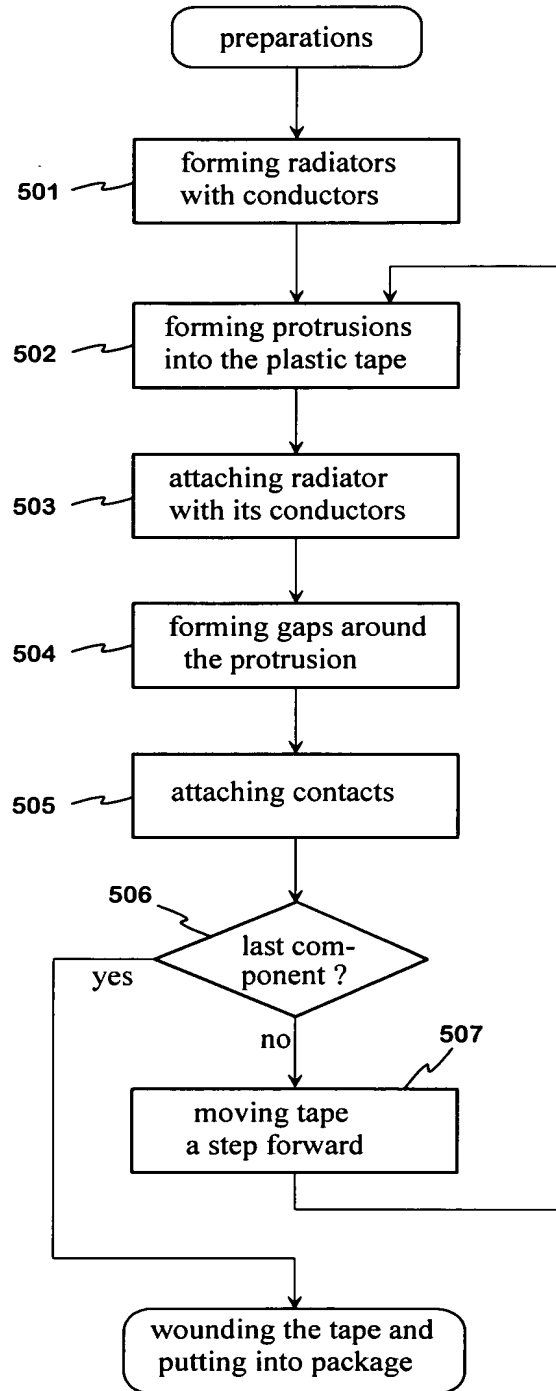 preparations
501
forming radiators
with conductors
502
forming protrusions
into the plastic tape
503
attaching radiator
with its conductors
504
forming gaps around
the protrusion
505
attaching contacts
506
last com-
ponent ?
yes
no
507
moving tape
a step forward
wounding the tape and
putting into package